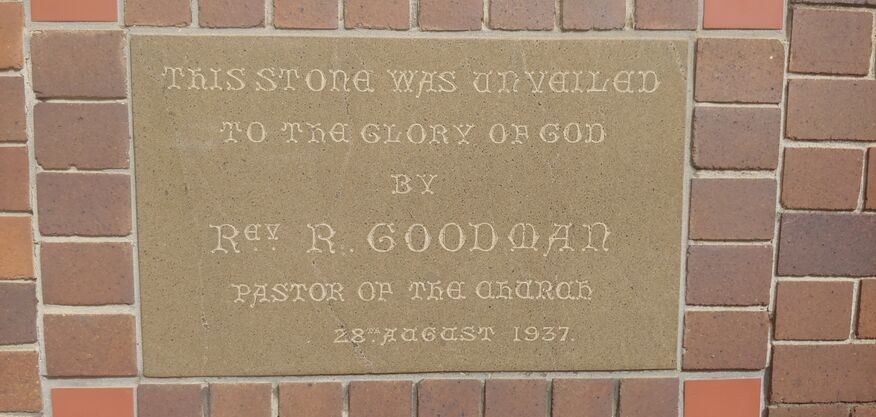 THIS STONE WAS UNVEILED
TO THE GLORY OF GOD
BY
REV. R. GOODMAN
PASTOR OF THE CHURCH
28TH AUGUST 1937.